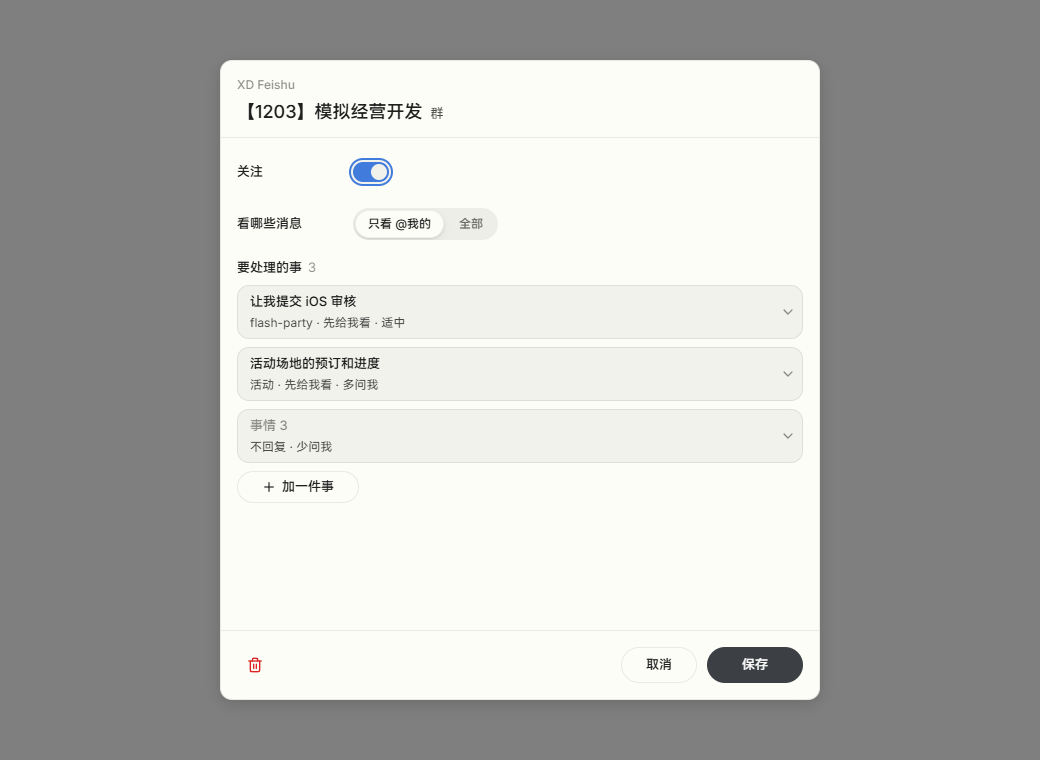 XD Feishu
【1203】模拟经营开发 群
关注
看哪些消息 只看 @我的 全部
要处理的事 3
让我提交 iOS 审核
flash-party · 先给我看 · 适中
活动场地的预订和进度
活动 · 先给我看 · 多问我
事情 3
不回复 · 少问我
加一件事
取消 保存